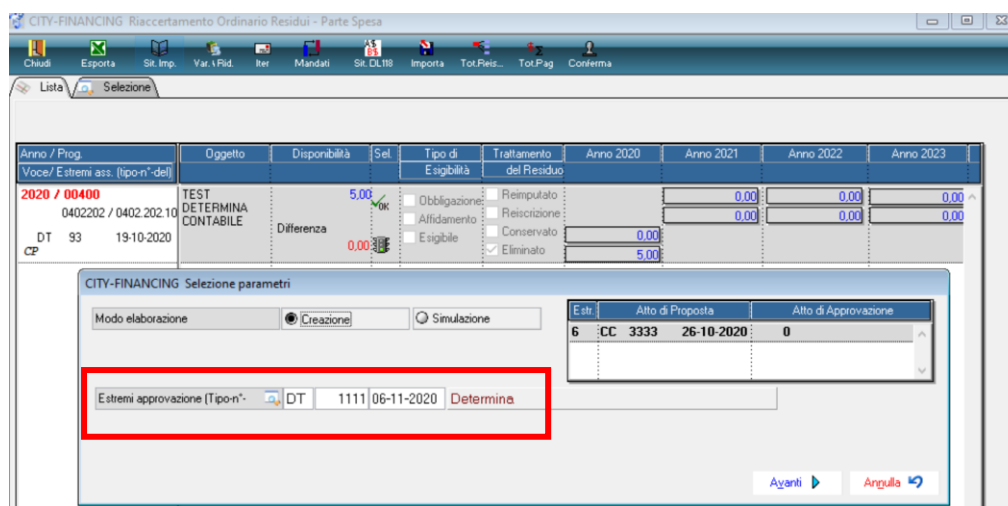 CITY-FINANCING Riaccertamento Ordinario Residui - Parte Spesa
Chiudi Esporta Sit. Imp. Var. \ Rid. Iter Mandati Sit. DL118 Importa Tot.Reis... Tot.Pag Conferma
Lista Selezione
Anno / Prog. Oggetto Disponibilità Sel. Tipo di Trattamento Anno 2020 Anno 2021 Anno 2022 Anno 2023
Voce/ Estremi ass. (tipo-n°-del) Esigibilità del Residuo
2020 / 00400 TEST 5,00 OK Obbligazione Reimputato 0,00 0,00 0,00
0402202 / 0402.202.10 DETERMINA Affidamento Reiscrizione 0,00 0,00 0,00
CONTABILE
DT 93 19-10-2020 Differenza Esigibile Conservato 0,00
CP 0,00 Eliminato 5,00
CITY-FINANCING Selezione parametri
Modo elaborazione Creazione Simulazione
Estr. Atto di Proposta Atto di Approvazione
6 CC 3333 26-10-2020 0
Estremi approvazione (Tipo-n°- DT 1111 06-11-2020 Determina
Avanti Annulla